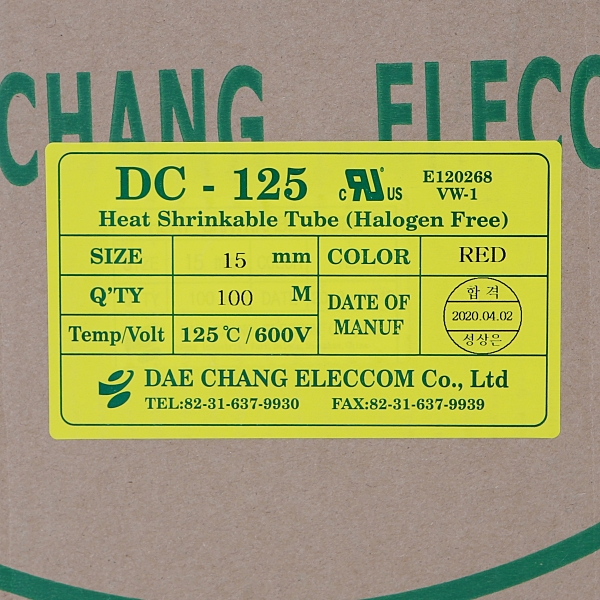 CHANG ELECCO
DC - 125 c RU US E120268
VW-1
Heat Shrinkable Tube (Halogen Free)
SIZE 15 mm COLOR RED
Q'TY 100 M DATE OF MANUF 합격
2020.04.02
성상은
Temp/Volt 125℃/600V
DAE CHANG ELECCOM Co., Ltd
TEL:82-31-637-9930 FAX:82-31-637-9939